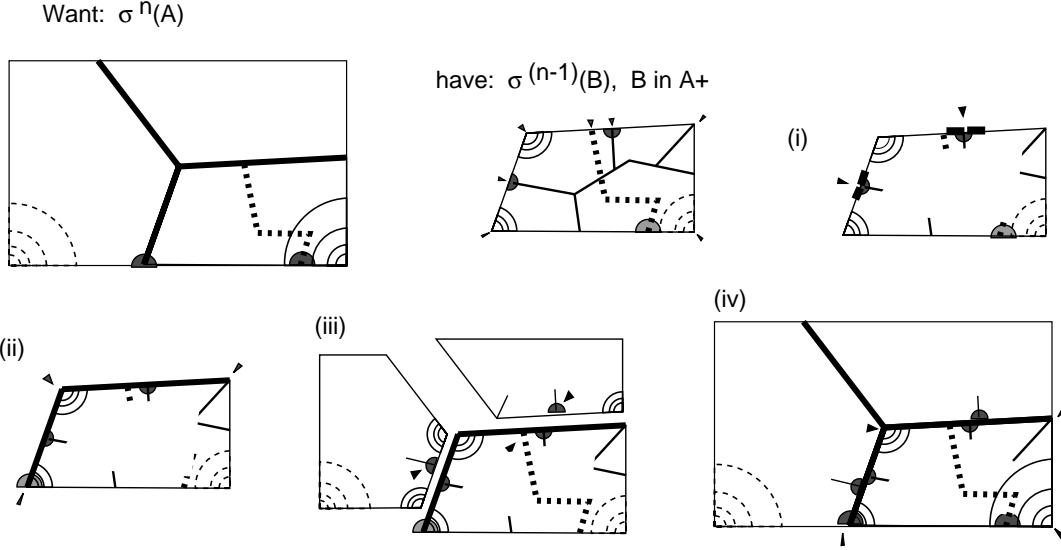 Want: σ n(A)
have: σ (n-1)(B), B in A+
(i)
(ii)
(iii)
(iv)